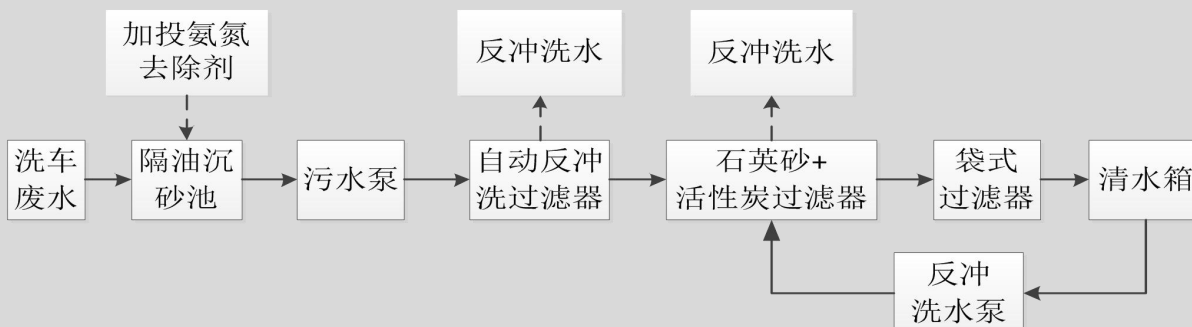 加投氨氮
去除剂
反冲洗水
反冲洗水
洗车
废水
隔油沉
砂池
污水泵
自动反冲
洗过滤器
石英砂+
活性炭过滤器
袋式
过滤器
清水箱
反冲
洗水泵